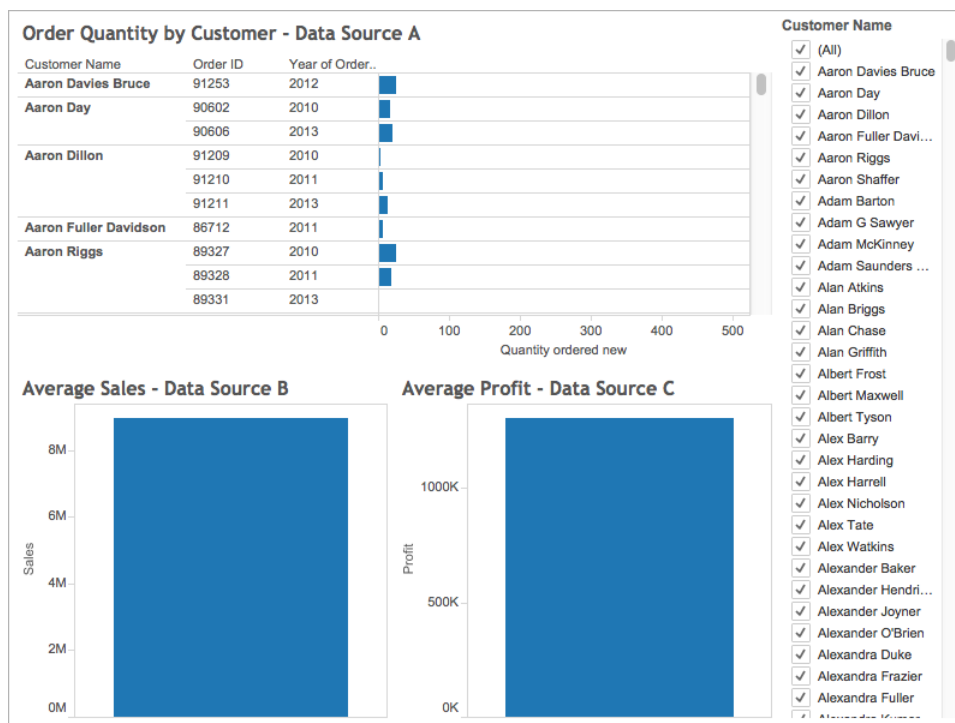 Order Quantity by Customer - Data Source A
Customer Name Order ID Year of Order..
Aaron Davies Bruce 91253 2012
Aaron Day 90602 2010
90606 2013
Aaron Dillon 91209 2010
91210 2011
91211 2013
Aaron Fuller Davidson 86712 2011
Aaron Riggs 89327 2010
89328 2011
89331 2013
0 100 200 300 400 500
Quantity ordered new
Average Sales - Data Source B
8M
6M
4M
2M
0M
Sales
Average Profit - Data Source C
1000K
500K
0K
Profit
Customer Name
(All)
Aaron Davies Bruce
Aaron Day
Aaron Dillon
Aaron Fuller Davi...
Aaron Riggs
Aaron Shaffer
Adam Barton
Adam G Sawyer
Adam McKinney
Adam Saunders ...
Alan Atkins
Alan Briggs
Alan Chase
Alan Griffith
Albert Frost
Albert Maxwell
Albert Tyson
Alex Barry
Alex Harding
Alex Harrell
Alex Nicholson
Alex Tate
Alex Watkins
Alexander Baker
Alexander Hendri...
Alexander Joyner
Alexander O'Brien
Alexandra Duke
Alexandra Frazier
Alexandra Fuller